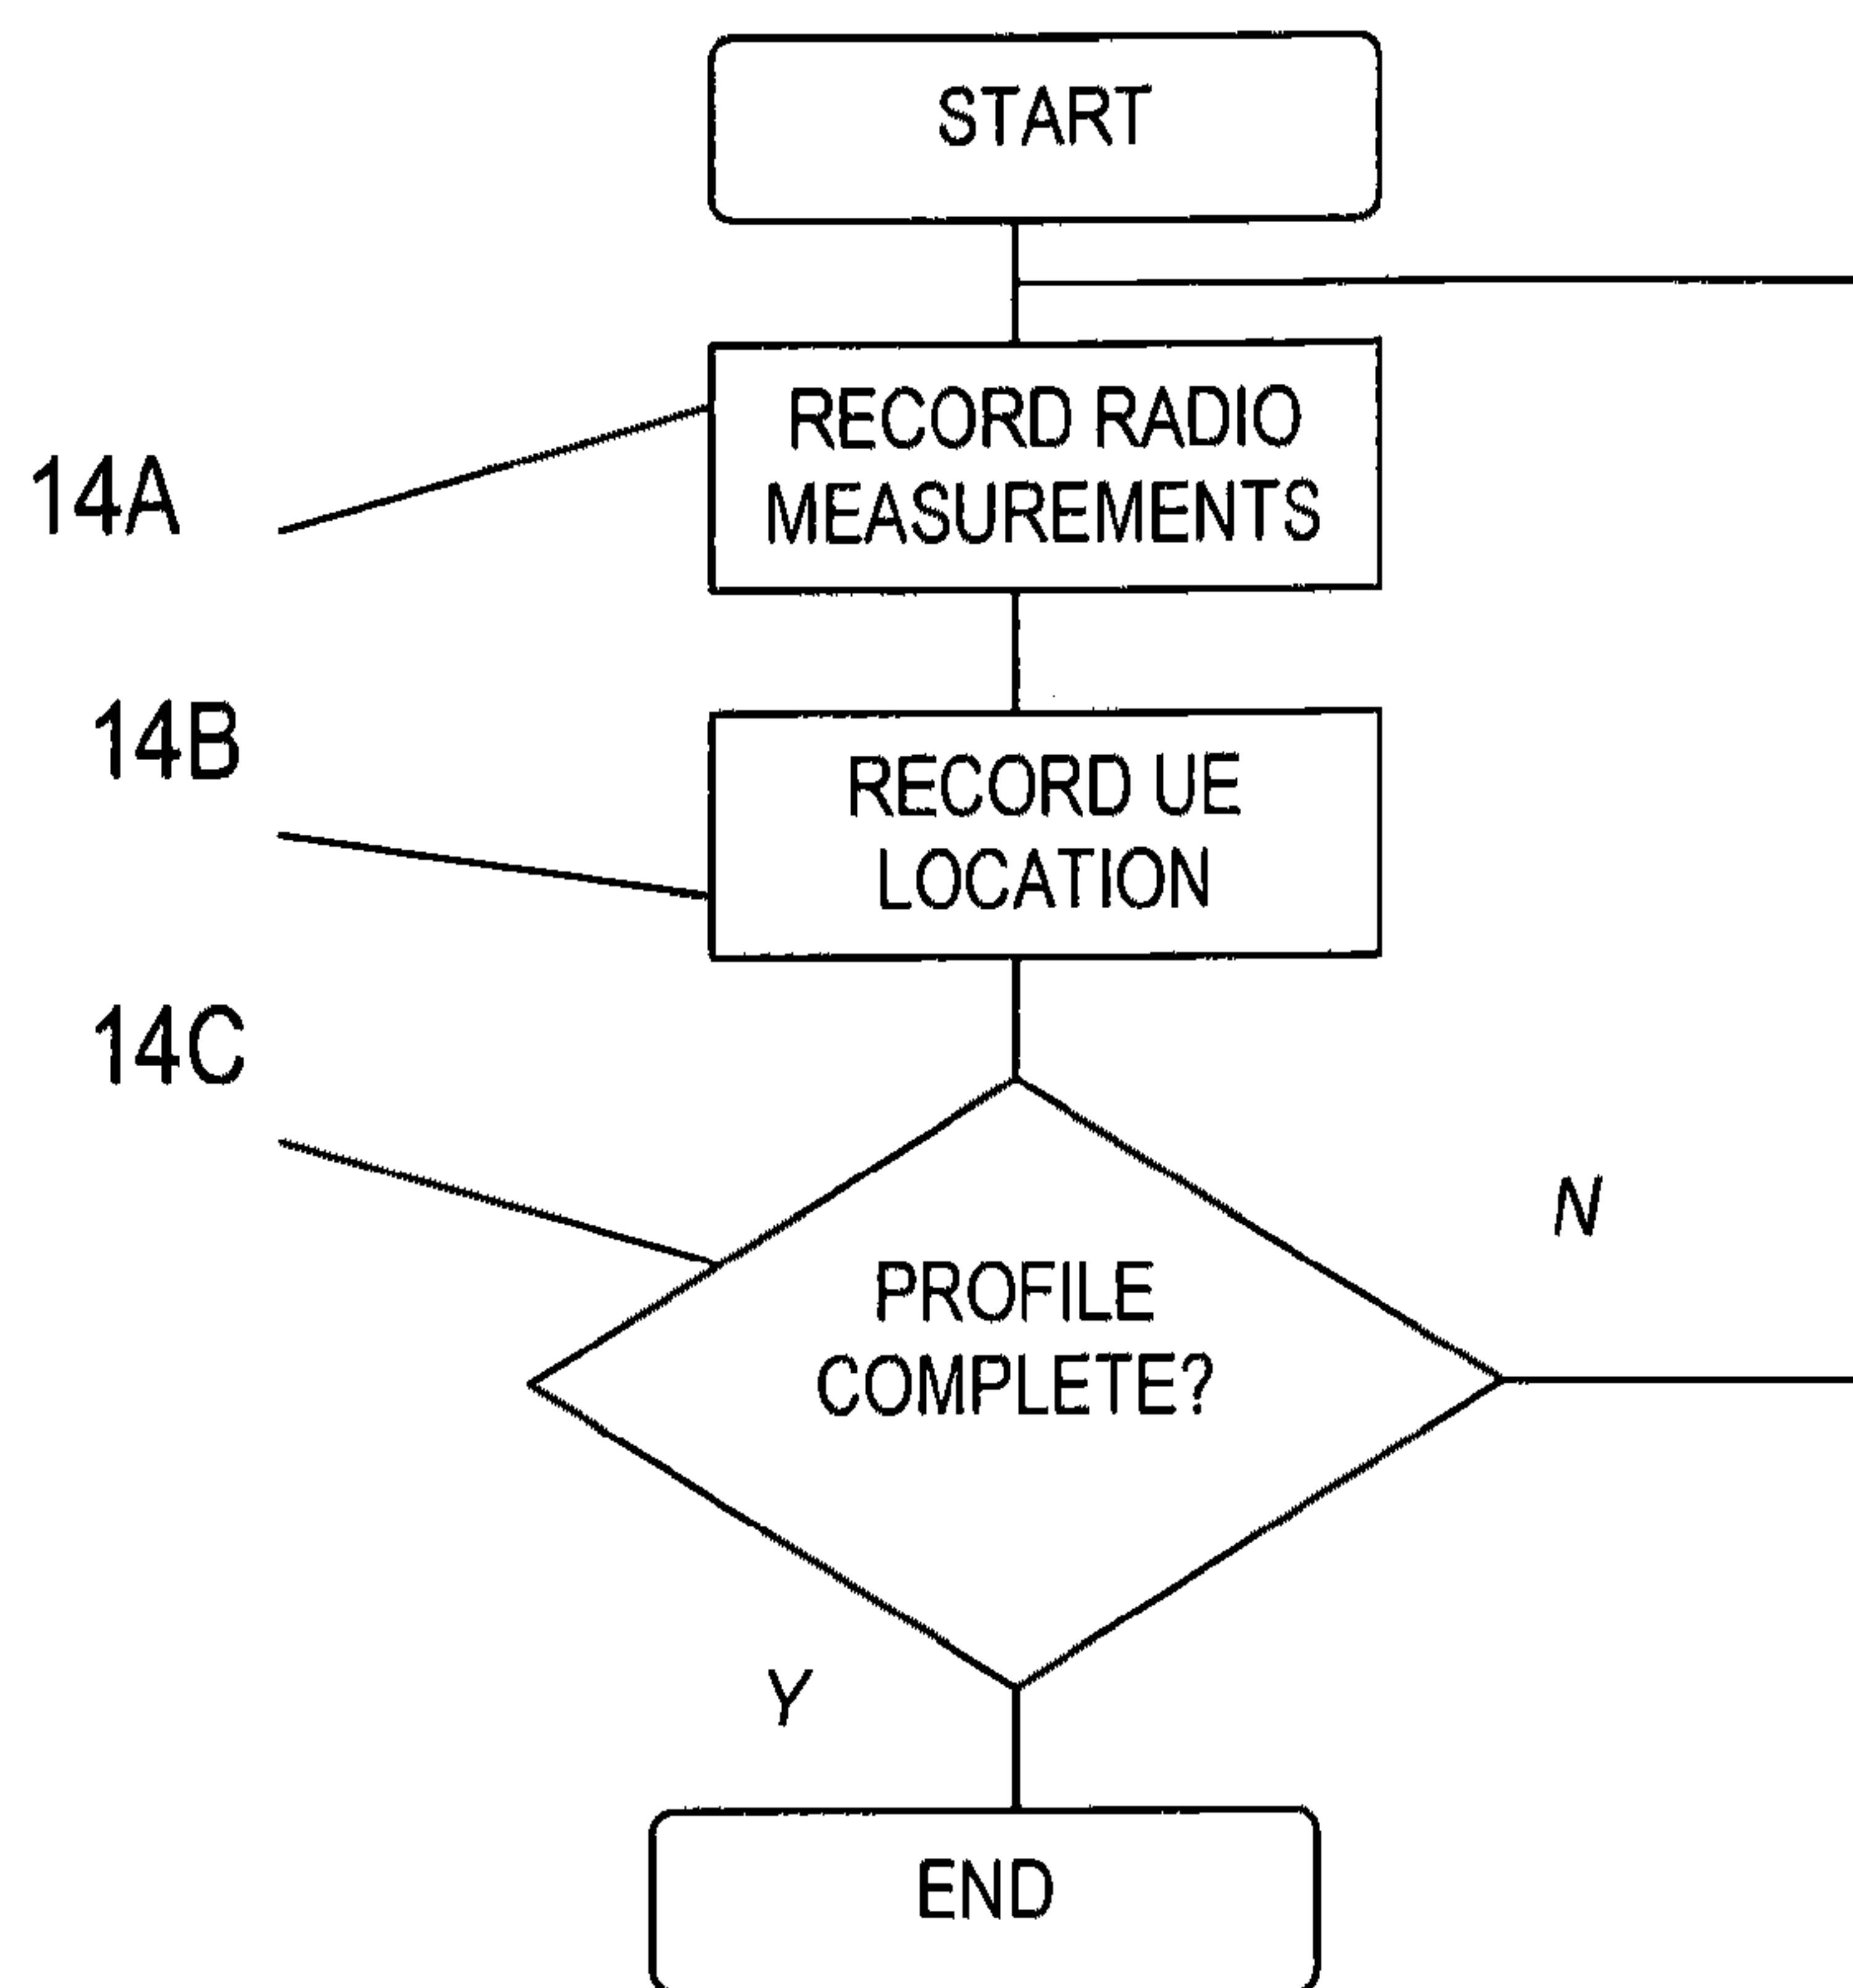 START
14A
RECORD RADIO
MEASUREMENTS
14B
RECORD UE
LOCATION
14C
N
PROFILE
COMPLETE?
Y
END